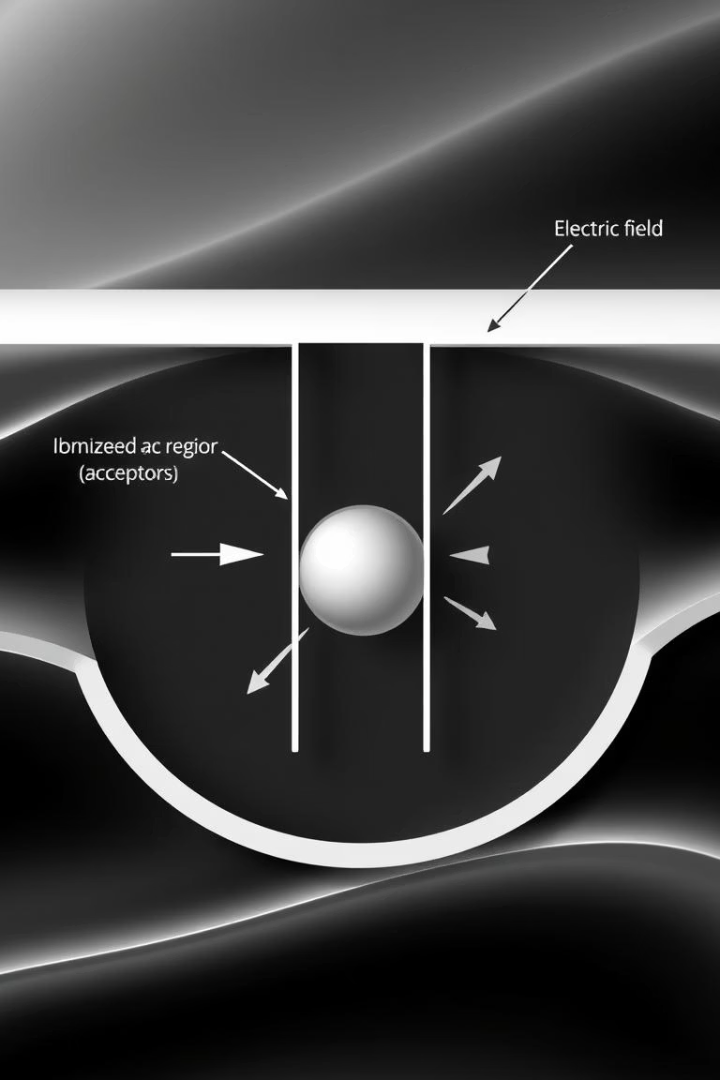 Electric field
Ibmizeed ac regior
(acceptors)